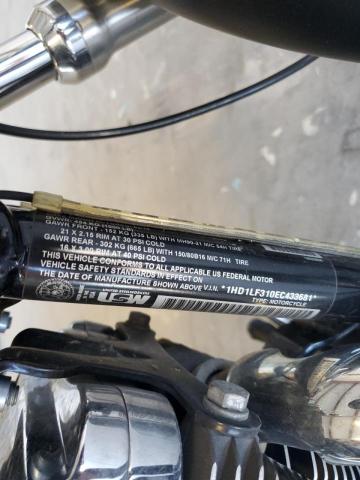 GAWR FRONT - 152 KG (335 LB) WITH MH90-21 M/C 54H TIRE
21 X 2.15 RIM AT 30 PSI COLD
GAWR REAR - 302 KG (665 LB) WITH 150/80B16 M/C 71H TIRE
16 X 3.00 RIM AT 40 PSI COLD
THIS VEHICLE CONFORMS TO ALL APPLICABLE US FEDERAL MOTOR
VEHICLE SAFETY STANDARDS IN EFFECT ON
THE DATE OF MANUFACTURE SHOWN ABOVE V.I.N. *1HD1LF310EC433681*
TYPE: MOTORCYCLE